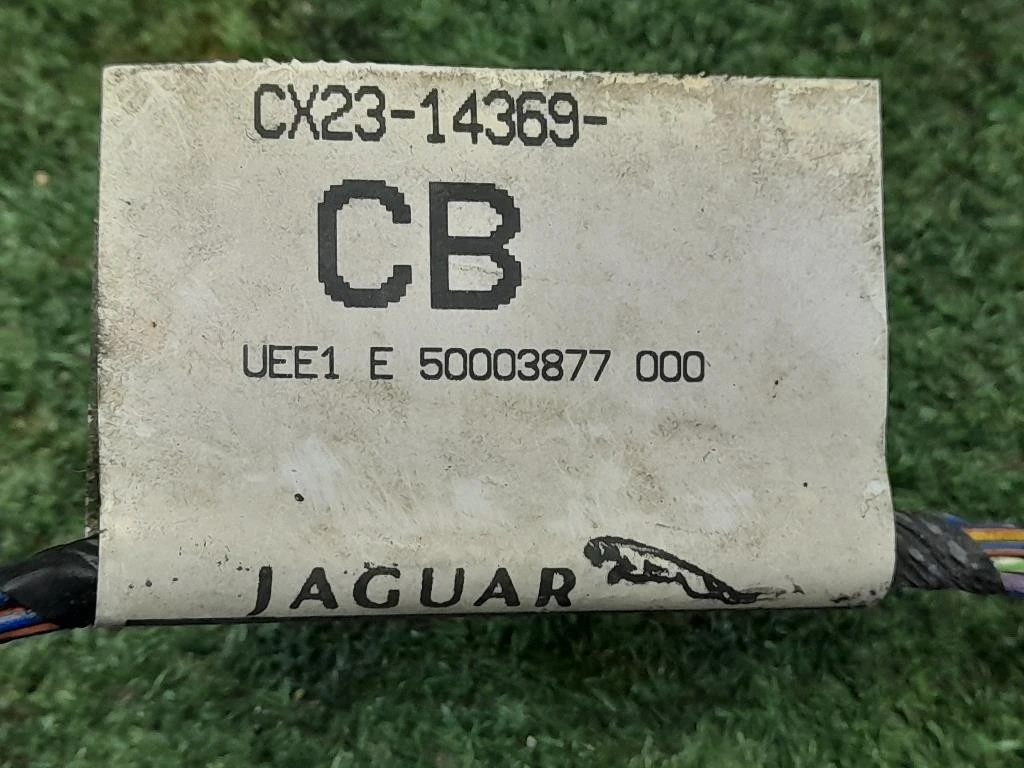 CX23-14369-
CB
UEE1 E 50003877 000
JAGUAR